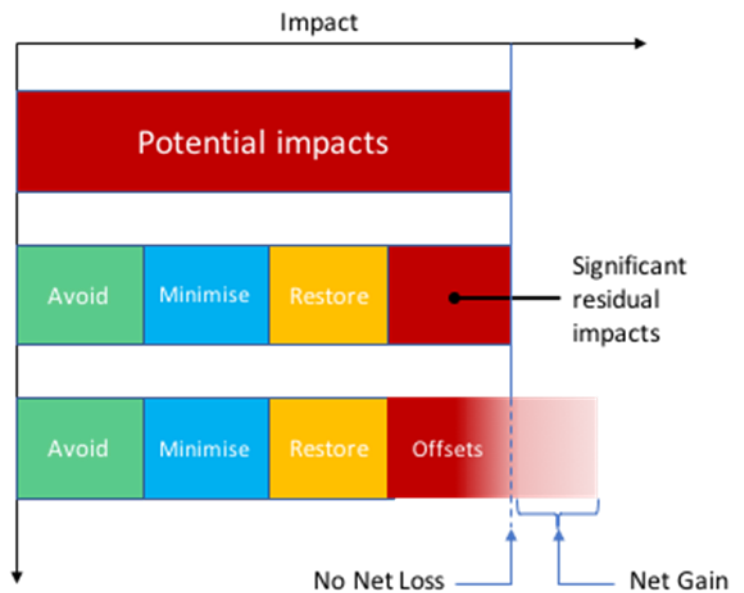 Impact
Potential impacts
Avoid
Minimise
Restore
Significant
residual
impacts
Avoid
Minimise
Restore
Offsets
No Net Loss
Net Gain